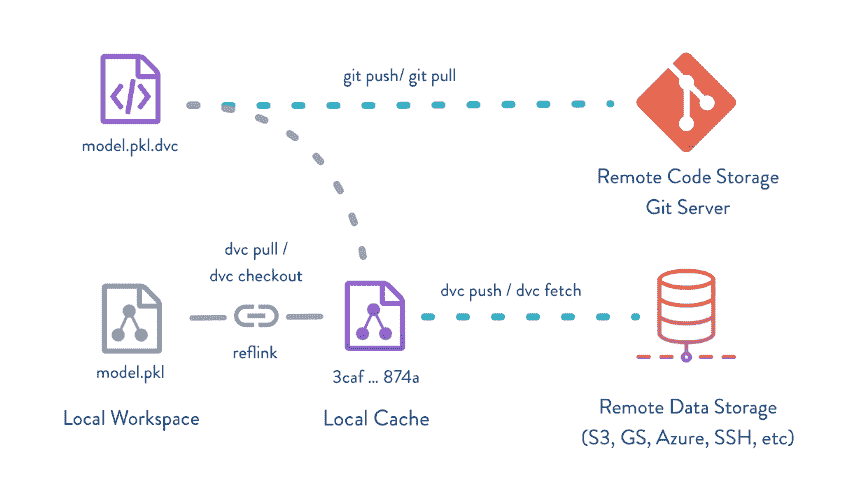 git push/ git pull
</>
model.pkl.dvc
Remote Code Storage
Git Server
dvc pull /
dvc checkout
dvc push / dvc fetch
reflink
model.pkl
3caf ... 874a
Local Workspace
Local Cache
Remote Data Storage
(S3, GS, Azure, SSH, etc)